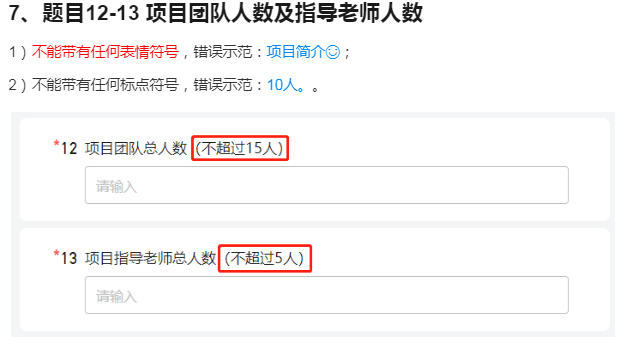 7、题目12-13 项目团队人数及指导老师人数
1）不能带有任何表情符号，错误示范：项目简介☺；
2）不能带有任何标点符号，错误示范：10人。。
*12 项目团队总人数 (不超过15人)
请输入
*13 项目指导老师总人数 (不超过5人)
请输入